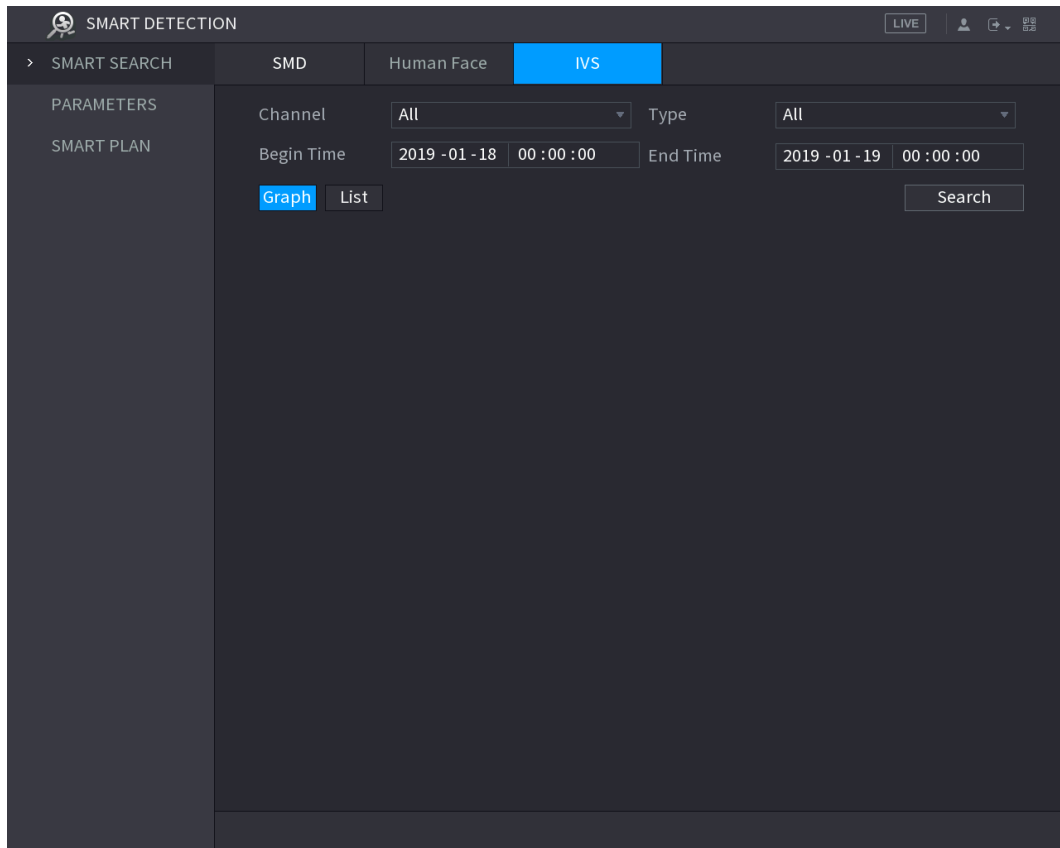 SMART DETECTION LIVE
SMART SEARCH SMD Human Face IVS
PARAMETERS Channel All Type All
SMART PLAN Begin Time 2019 -01 -18 00 :00 :00 End Time 2019 -01 -19 00 :00 :00
Graph List Search